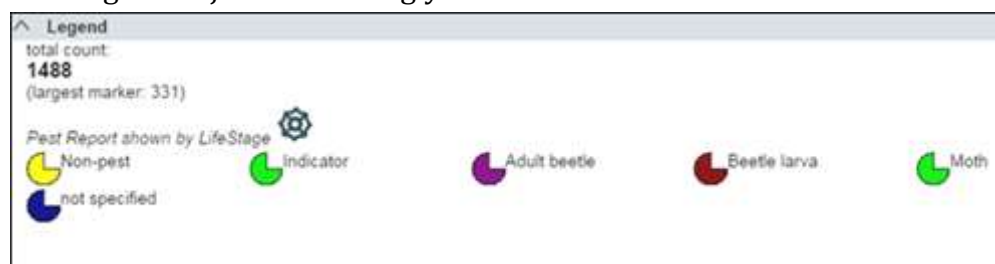 Legend
total count:
1488
(largest marker: 331)
Pest Report shown by LifeStage
Non-pest Indicator Adult beetle Beetle larva Moth
not specified